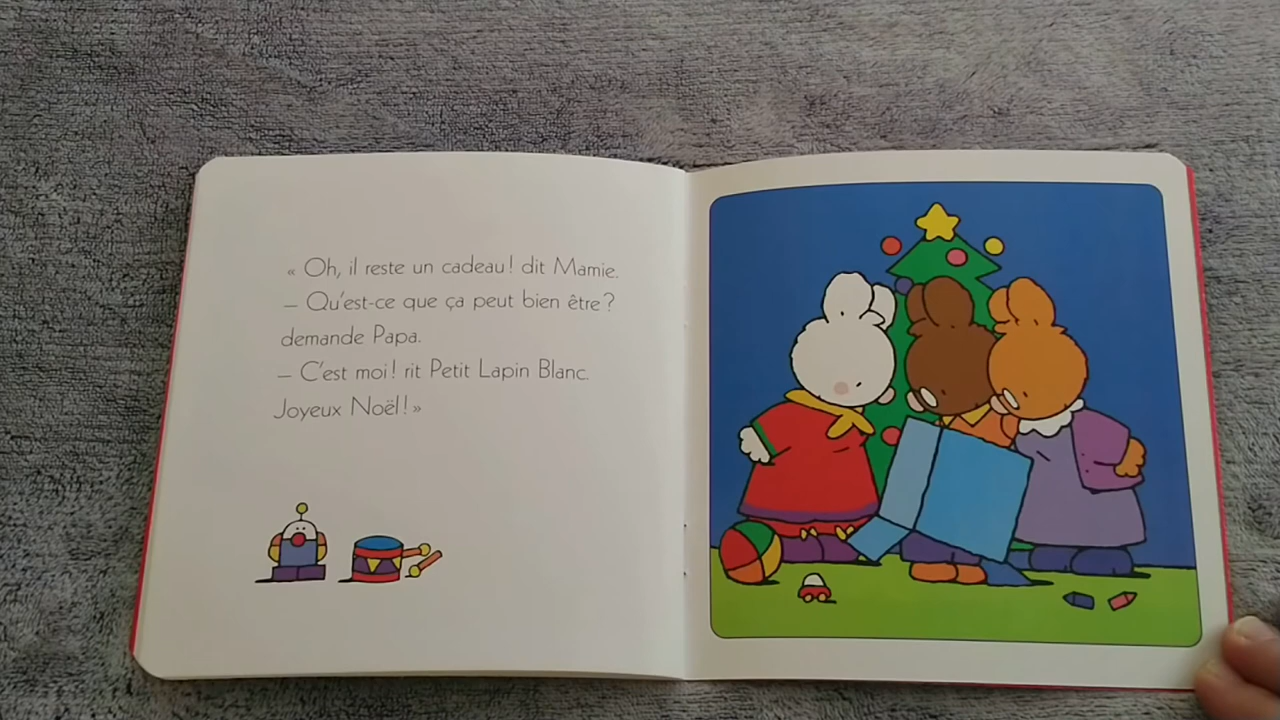 « Oh, il reste un cadeau ! dit Mamie.
– Qu'est-ce que ça peut bien être ?
demande Papa.
– C'est moi ! rit Petit Lapin Blanc.
Joyeux Noël ! »